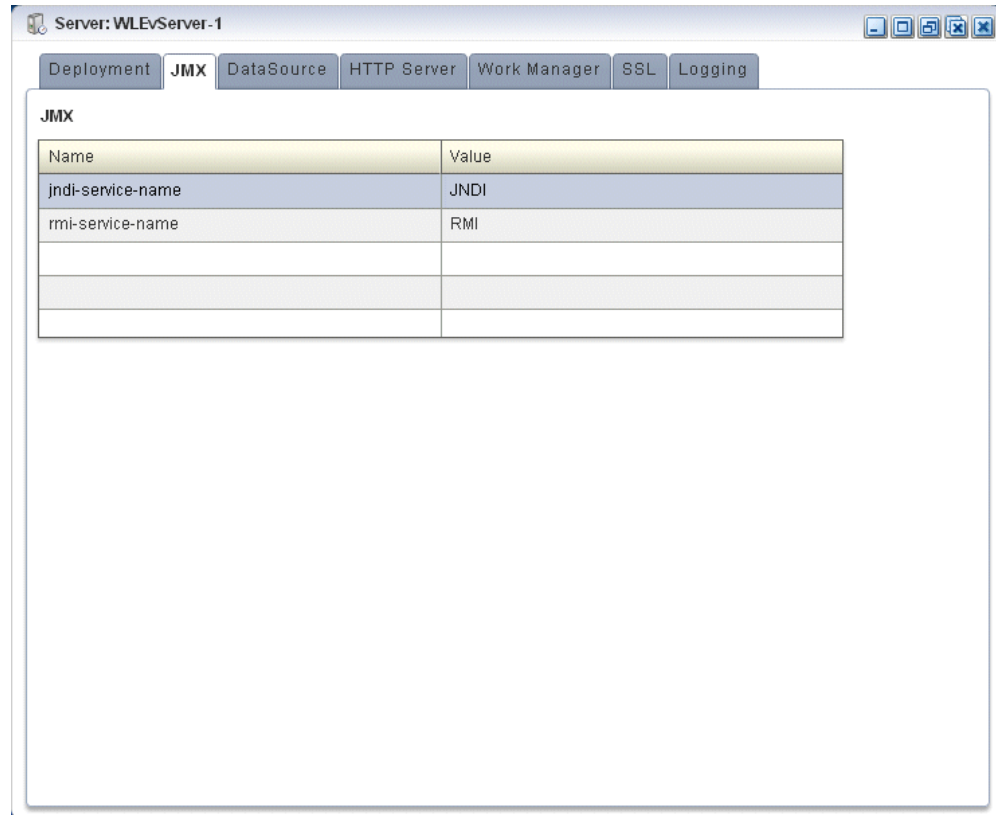 Server: WLEvServer-1
Deployment JMX DataSource HTTP Server Work Manager SSL Logging
JMX
Name Value
jndi-service-name JNDI
rmi-service-name RMI